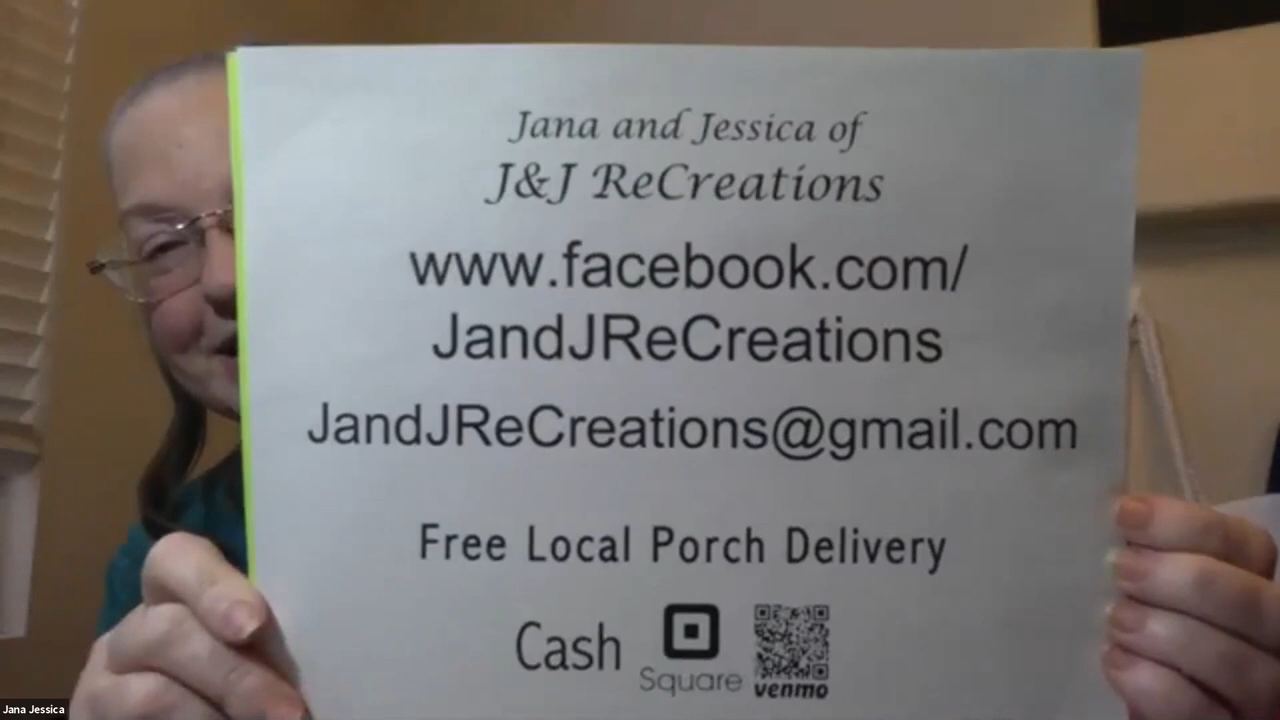 Jana and Jessica of
J&J ReCreations
www.facebook.com/
JandJReCreations
JandJReCreations@gmail.com
Free Local Porch Delivery
Cash
Square
venmo
Jana Jessica